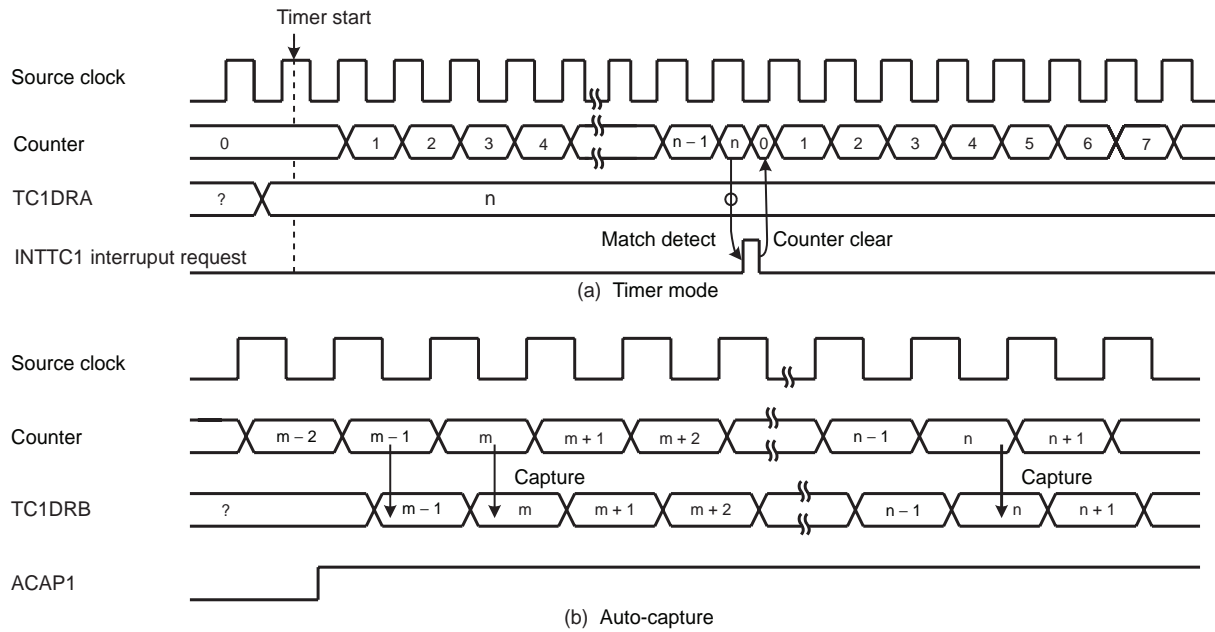 Timer start
Source clock
Counter
0 1 2 3 4 n – 1 n 0 1 2 3 4 5 6 7
TC1DRA
? n
Match detect Counter clear
INTTC1 interruput request
(a) Timer mode
Source clock
Counter
m – 2 m – 1 m m + 1 m + 2 n – 1 n n + 1
Capture Capture
TC1DRB
? m – 1 m m + 1 m + 2 n – 1 n n + 1
ACAP1
(b) Auto-capture